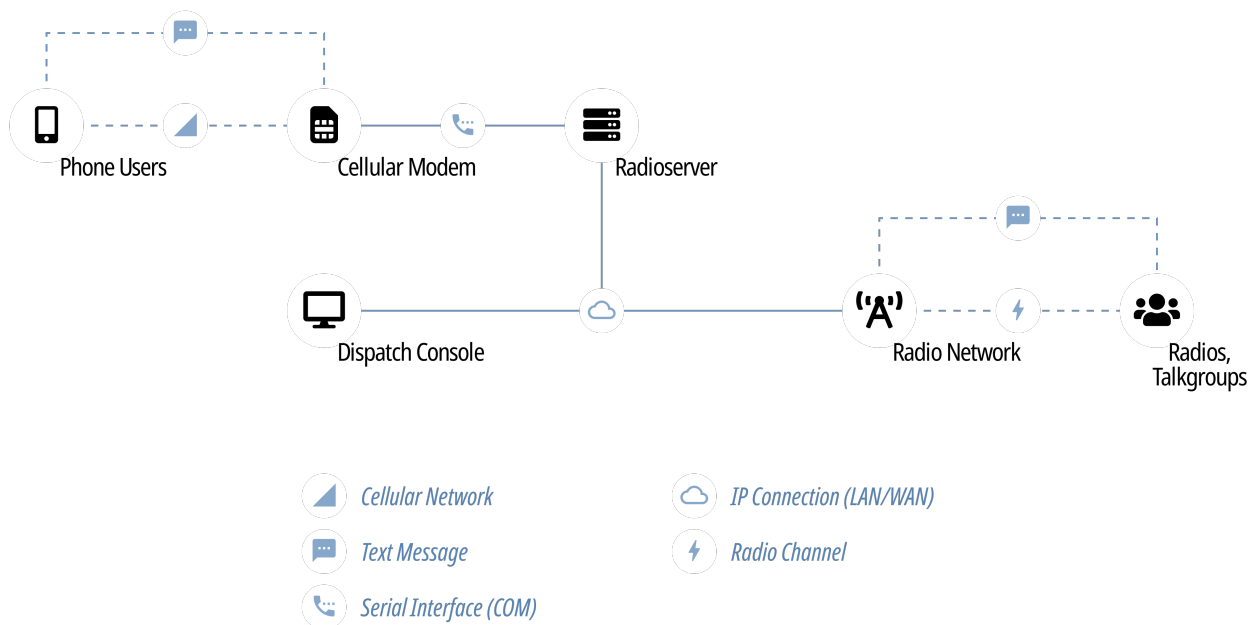 Phone Users
Cellular Modem
Radioserver
Dispatch Console
Radio Network
Radios,
Talkgroups
Cellular Network
IP Connection (LAN/WAN)
Text Message
Radio Channel
Serial Interface (COM)